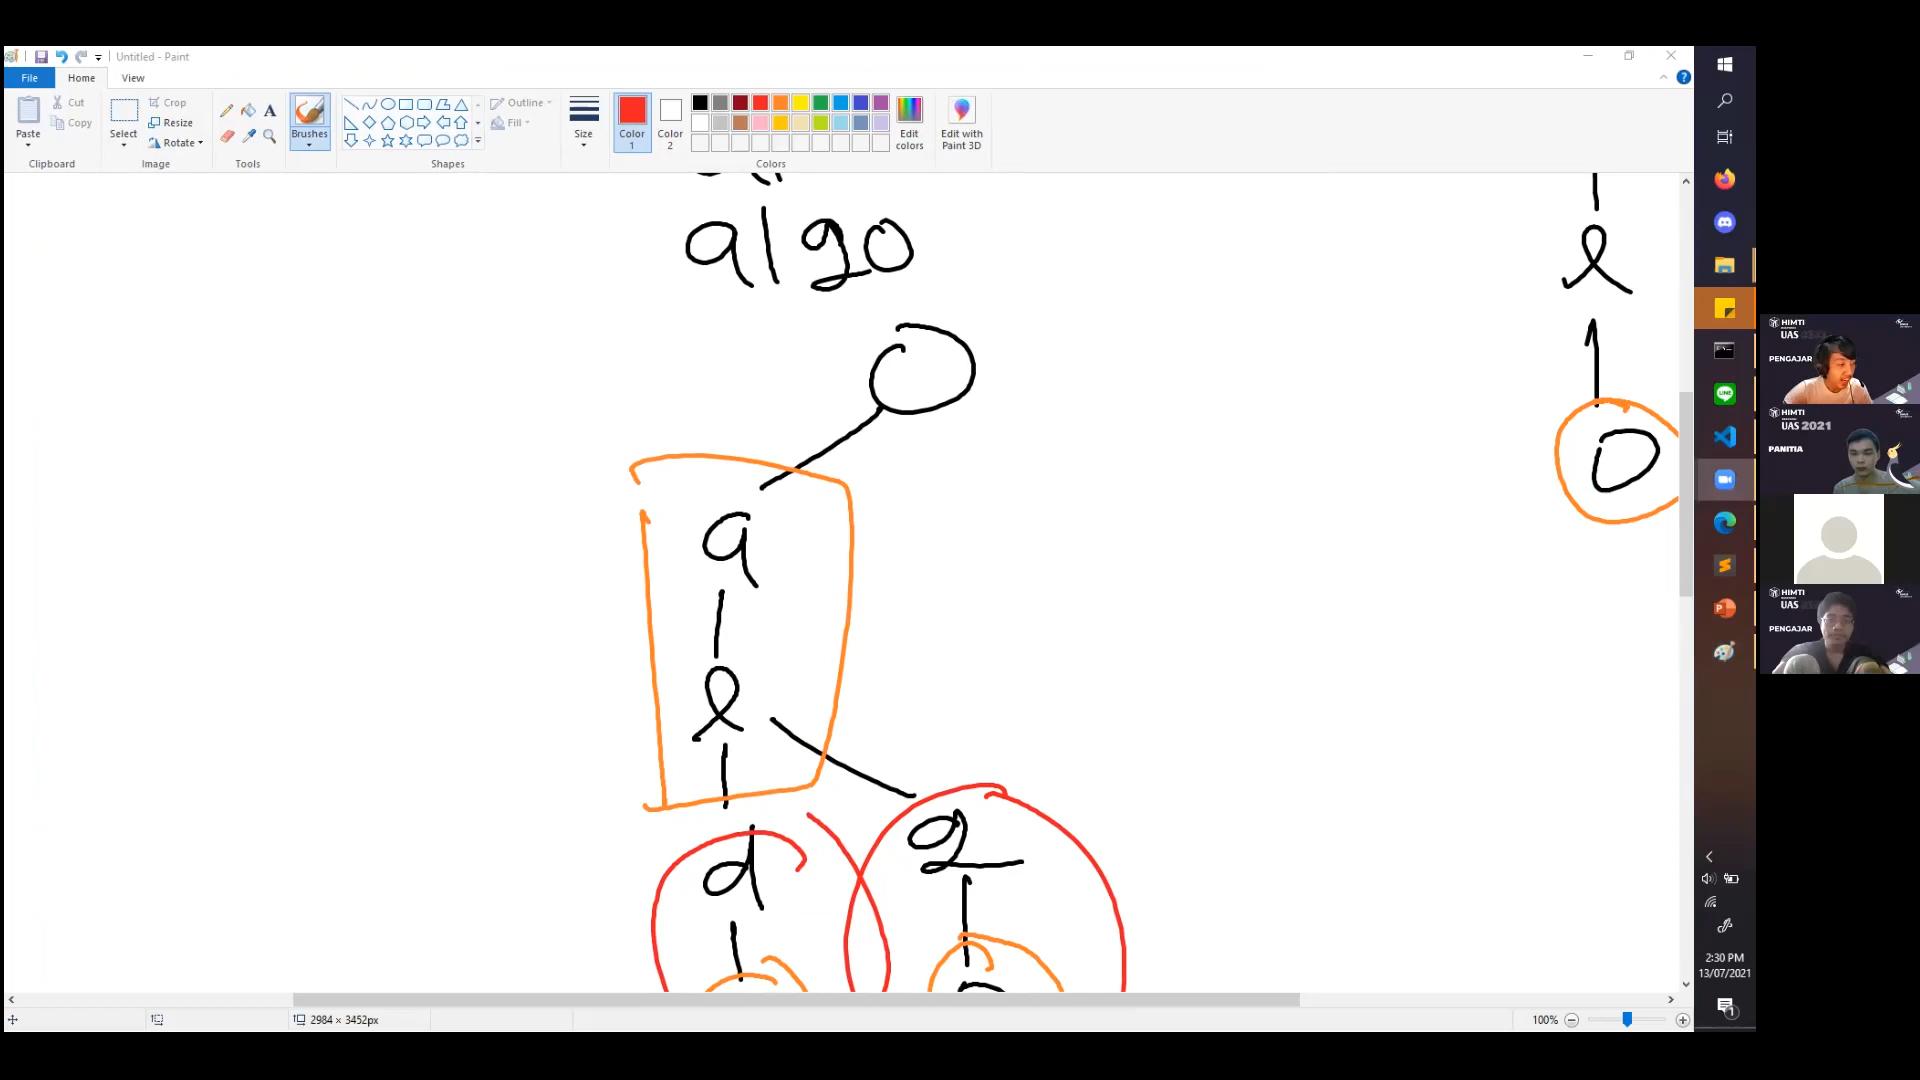 Untitled - Paint
File Home View
Paste
Cut
Copy
Clipboard
Select
Crop
Resize
Rotate
Image
A
Tools
Brushes
Shapes
Outline
Fill
Size
Color 1
Color 2
Edit colors
Edit with Paint 3D
Colors
algo
l
o
a
l
d
g
2984 × 3452px
100%
2:30 PM
13/07/2021
LINE
HIMTI
UAS
PENGAJAR
HIMTI
UAS 2021
PANITIA
HIMTI
UAS
PENGAJAR